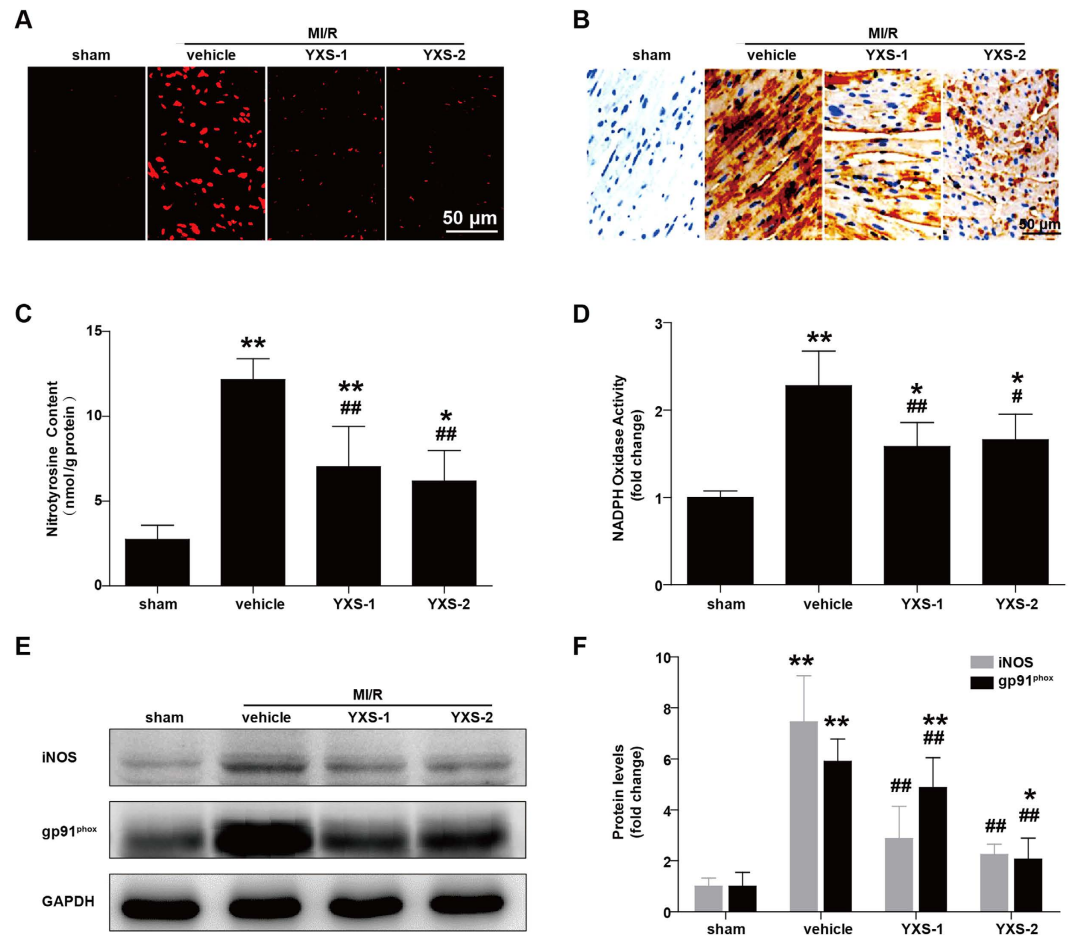 A
MI/R
sham vehicle YXS-1 YXS-2
50 μm
B
MI/R
sham vehicle YXS-1 YXS-2
50 μm
C
Nitrotyrosine Content
(nmol/g protein)
15
10
5
0
**
**
##
*
##
sham vehicle YXS-1 YXS-2
D
NADPH Oxidase Activity
(fold change)
3
2
1
0
**
*
##
*
#
sham vehicle YXS-1 YXS-2
E
MI/R
sham vehicle YXS-1 YXS-2
iNOS
gp91phox
GAPDH
F
Protein levels
(fold change)
10
8
6
4
2
0
iNOS
gp91phox
**
**
##
**
##
##
*
##
sham vehicle YXS-1 YXS-2